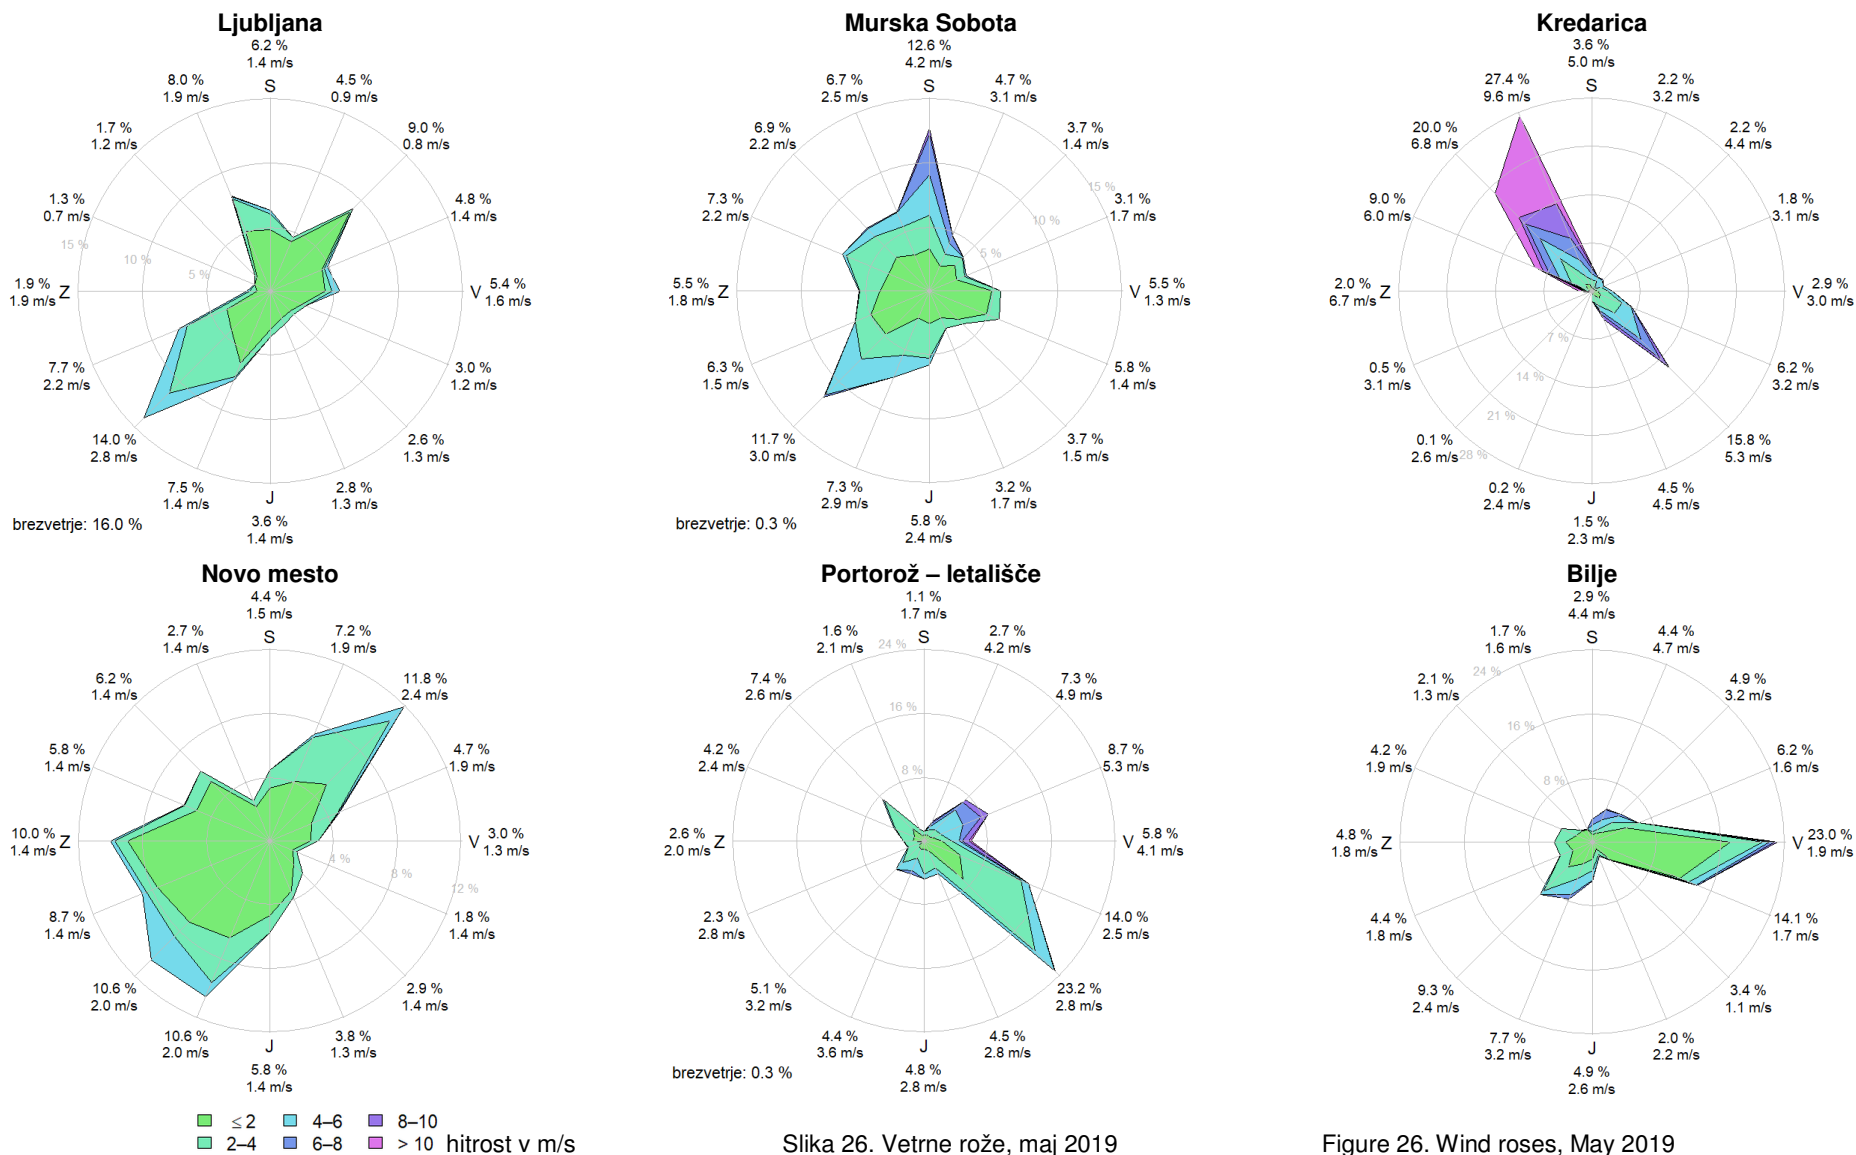 Ljubljana
6.2 %
1.4 m/s
8.0 %
1.9 m/s
4.5 %
0.9 m/s
S
1.7 %
1.2 m/s
9.0 %
0.8 m/s
1.3 %
0.7 m/s
4.8 %
1.4 m/s
15 %
10 %
5 %
1.9 %
1.9 m/s
Z
V
5.4 %
1.6 m/s
7.7 %
2.2 m/s
3.0 %
1.2 m/s
14.0 %
2.8 m/s
2.6 %
1.3 m/s
7.5 %
1.4 m/s
2.8 %
1.3 m/s
J
3.6 %
1.4 m/s
brezvetrje: 16.0 %
Murska Sobota
12.6 %
4.2 m/s
6.7 %
2.5 m/s
4.7 %
3.1 m/s
S
6.9 %
2.2 m/s
3.7 %
1.4 m/s
7.3 %
2.2 m/s
3.1 %
1.7 m/s
15 %
10 %
5 %
5.5 %
1.8 m/s
Z
V
5.5 %
1.3 m/s
6.3 %
1.5 m/s
5.8 %
1.4 m/s
11.7 %
3.0 m/s
3.7 %
1.5 m/s
7.3 %
2.9 m/s
3.2 %
1.7 m/s
J
5.8 %
2.4 m/s
brezvetrje: 0.3 %
Kredarica
3.6 %
5.0 m/s
27.4 %
9.6 m/s
2.2 %
3.2 m/s
S
20.0 %
6.8 m/s
2.2 %
4.4 m/s
9.0 %
6.0 m/s
1.8 %
3.1 m/s
2.0 %
6.7 m/s
Z
V
2.9 %
3.0 m/s
7 %
14 %
21 %
28 %
0.5 %
3.1 m/s
6.2 %
3.2 m/s
0.1 %
2.6 m/s
15.8 %
5.3 m/s
0.2 %
2.4 m/s
4.5 %
4.5 m/s
J
1.5 %
2.3 m/s
Novo mesto
4.4 %
1.5 m/s
2.7 %
1.4 m/s
7.2 %
1.9 m/s
S
6.2 %
1.4 m/s
11.8 %
2.4 m/s
5.8 %
1.4 m/s
4.7 %
1.9 m/s
10.0 %
1.4 m/s
Z
V
3.0 %
1.3 m/s
4 %
8 %
12 %
8.7 %
1.4 m/s
1.8 %
1.4 m/s
10.6 %
2.0 m/s
2.9 %
1.4 m/s
10.6 %
2.0 m/s
3.8 %
1.3 m/s
J
5.8 %
1.4 m/s
Portorož – letališče
1.1 %
1.7 m/s
1.6 %
2.1 m/s
2.7 %
4.2 m/s
S
24 %
16 %
8 %
7.4 %
2.6 m/s
7.3 %
4.9 m/s
4.2 %
2.4 m/s
8.7 %
5.3 m/s
2.6 %
2.0 m/s
Z
V
5.8 %
4.1 m/s
2.3 %
2.8 m/s
14.0 %
2.5 m/s
5.1 %
3.2 m/s
23.2 %
2.8 m/s
4.4 %
3.6 m/s
4.5 %
2.8 m/s
J
4.8 %
2.8 m/s
brezvetrje: 0.3 %
Bilje
2.9 %
4.4 m/s
1.7 %
1.6 m/s
4.4 %
4.7 m/s
S
24 %
16 %
8 %
2.1 %
1.3 m/s
4.9 %
3.2 m/s
4.2 %
1.9 m/s
6.2 %
1.6 m/s
4.8 %
1.8 m/s
Z
V
23.0 %
1.9 m/s
4.4 %
1.8 m/s
14.1 %
1.7 m/s
9.3 %
2.4 m/s
3.4 %
1.1 m/s
7.7 %
3.2 m/s
2.0 %
2.2 m/s
J
4.9 %
2.6 m/s
≤ 2 4–6 8–10
2–4 6–8 > 10 hitrost v m/s
Slika 26. Vetrne rože, maj 2019
Figure 26. Wind roses, May 2019